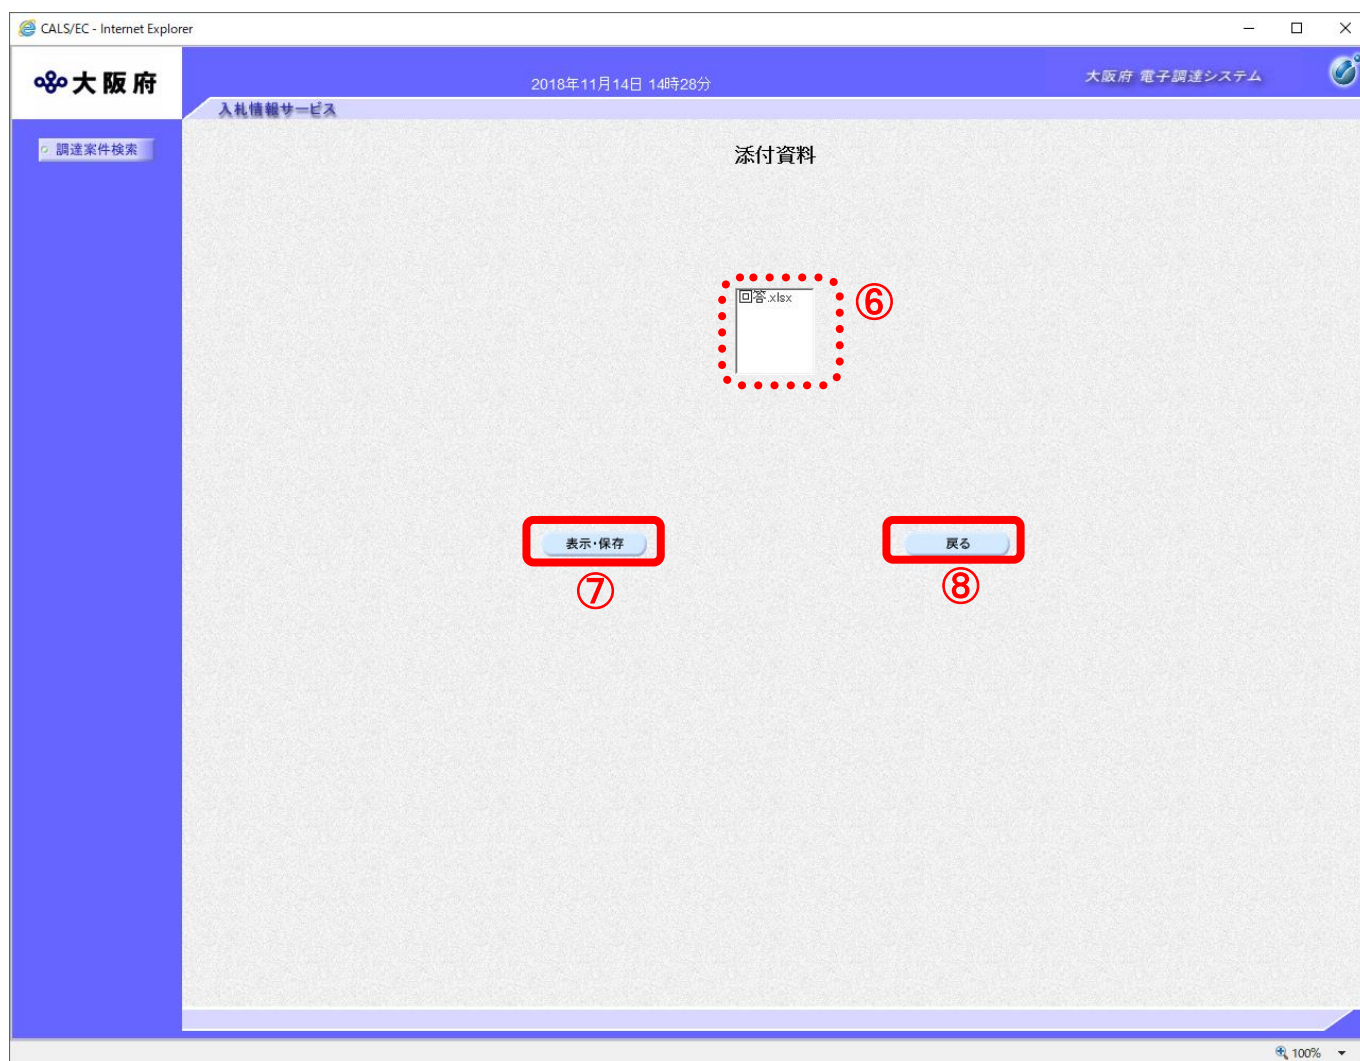 CALS/EC - Internet Explorer
大阪府
2018年11月14日 14時28分
大阪府 電子調達システム
入札情報サービス
調達案件検索
添付資料
回答.xlsx
⑥
表示・保存
戻る
⑦
⑧
100%